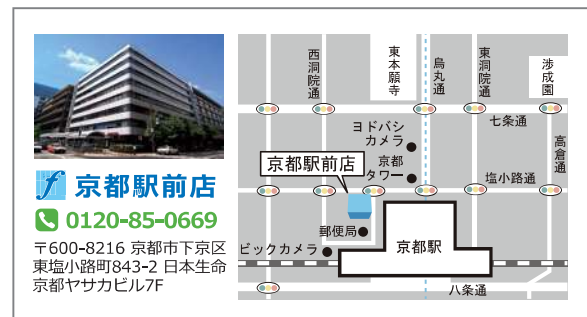 京都駅前店
0120-85-0669
〒600-8216 京都市下京区
東塩小路町843-2 日本生命
京都ヤサカビル7F
西洞院通
東本願寺
烏丸通
東洞院通
渉成園
七条通
ヨドバシ
カメラ
京都
タワー
高倉通
京都駅前店
塩小路通
郵便局
ビックカメラ
京都駅
八条通